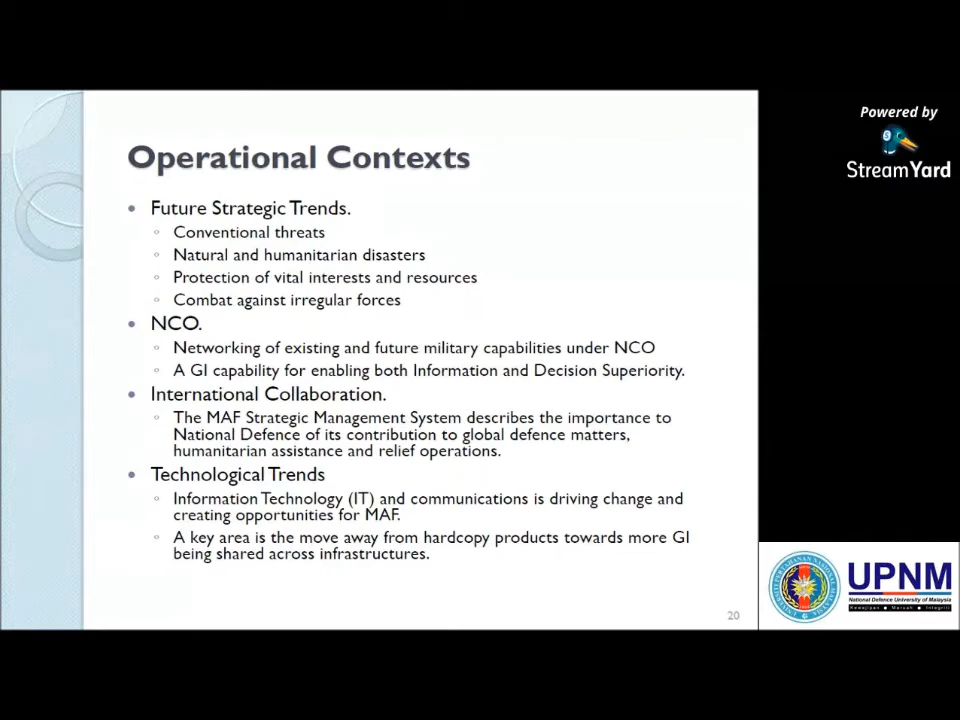 Operational Contexts
• Future Strategic Trends.
◦ Conventional threats
◦ Natural and humanitarian disasters
◦ Protection of vital interests and resources
◦ Combat against irregular forces
• NCO.
◦ Networking of existing and future military capabilities under NCO
◦ A GI capability for enabling both Information and Decision Superiority.
• International Collaboration.
◦ The MAF Strategic Management System describes the importance to
National Defence of its contribution to global defence matters,
humanitarian assistance and relief operations.
• Technological Trends
◦ Information Technology (IT) and communications is driving change and
creating opportunities for MAF.
◦ A key area is the move away from hardcopy products towards more GI
being shared across infrastructures.
20
Powered by
StreamYard
UPNM
National Defence University of Malaysia
Kewajipan • Maruah • Integriti